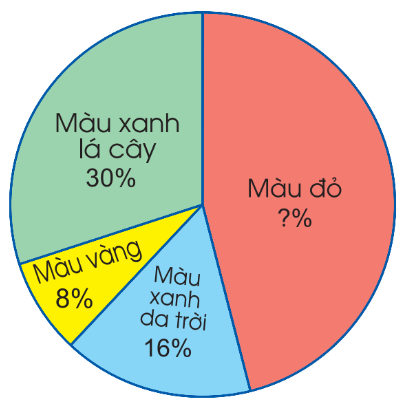 Màu xanh
lá cây
30%
Màu đỏ
?%
Màu vàng
8%
Màu
xanh
da trời
16%